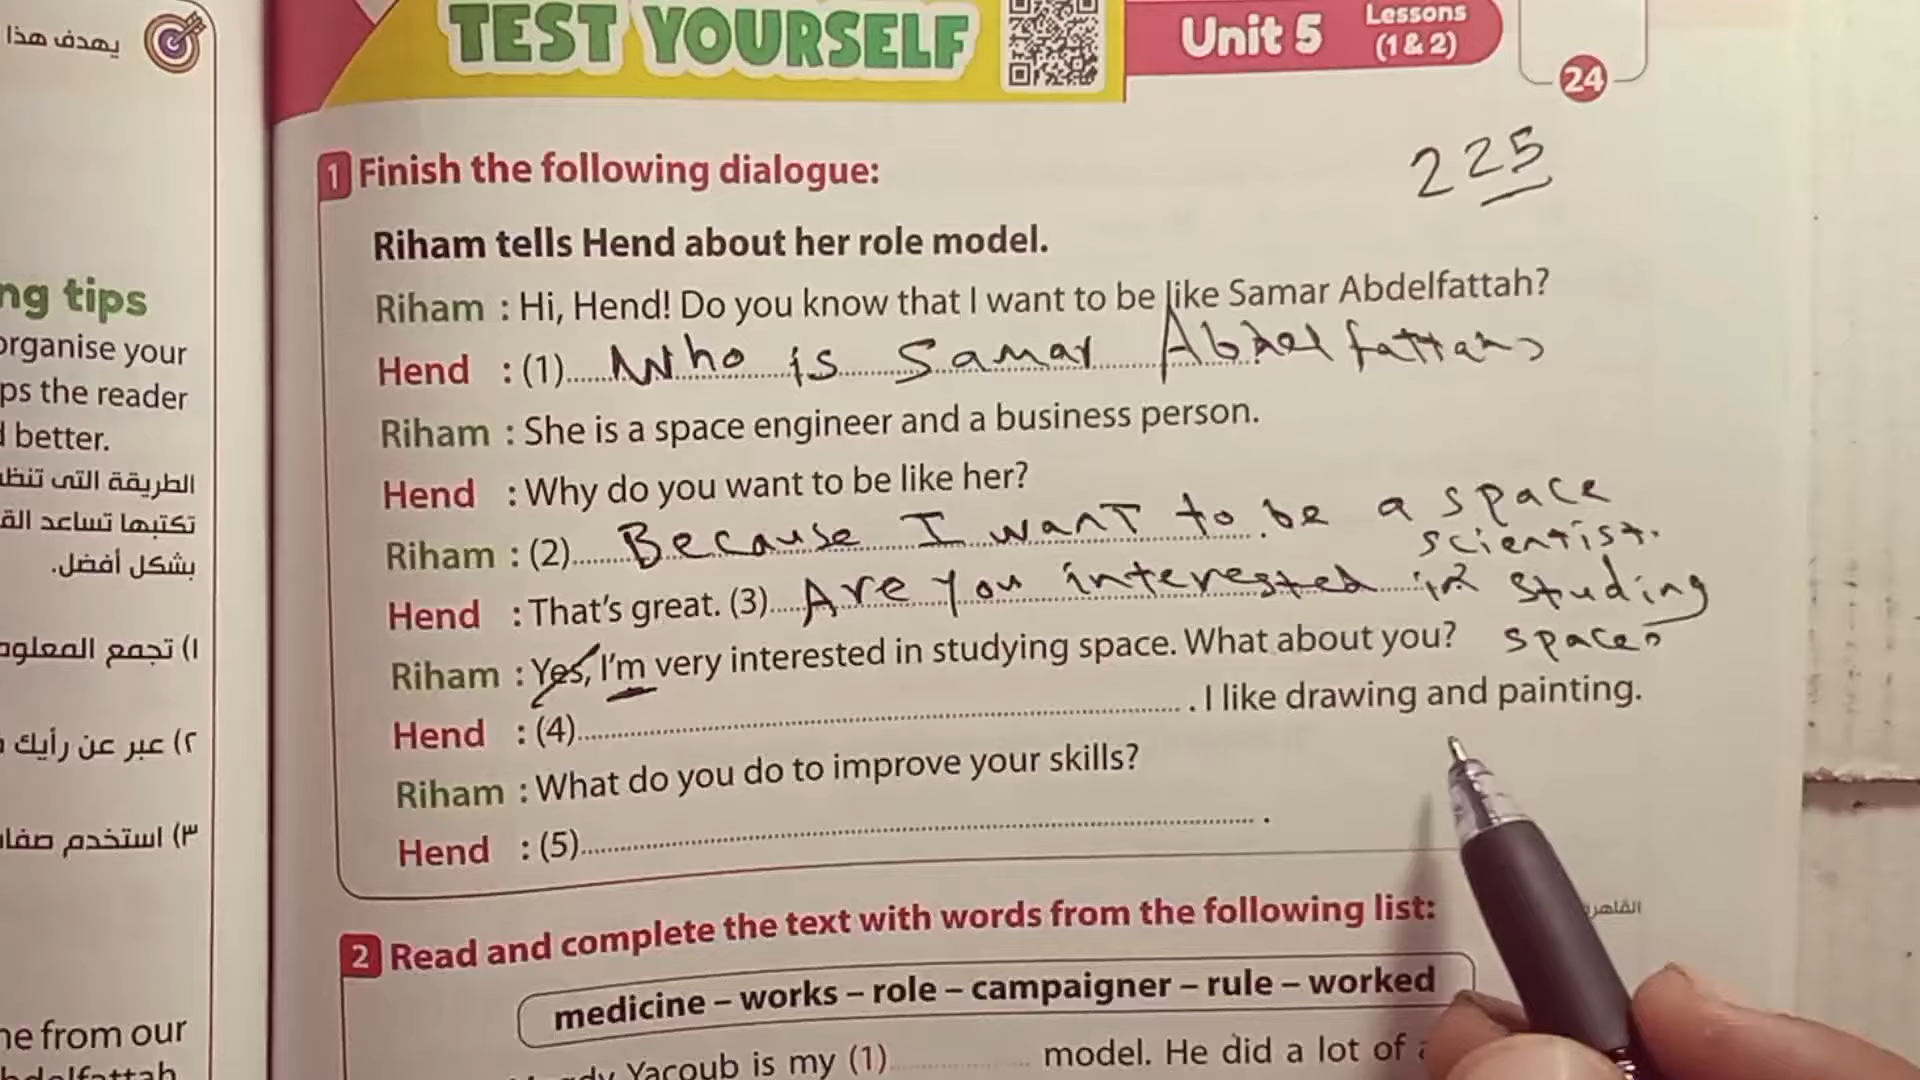 يهدف هذا
TEST YOURSELF
Unit 5
Lessons
(1 & 2)
24
225
1 Finish the following dialogue:
Riham tells Hend about her role model.
Riham : Hi, Hend! Do you know that I want to be like Samar Abdelfattah?
Hend : (1) Who is Samar
Riham : She is a space engineer and a business person.
Hend : Why do you want to be like her?
Riham : (2) Because I want to be a space
scientist.
Hend : That's great. (3) Are you interested in studing
space
Riham : Yes, I'm very interested in studying space. What about you?
Hend : (4) . I like drawing and painting.
Riham : What do you do to improve your skills?
Hend : (5) .
2 Read and complete the text with words from the following list:
medicine – works – role – campaigner – rule – worked
Yacoub is my (1) model. He did a lot of
ng tips
organise your
the reader
better.
الطريقة التى
تكتبها تساعد
بشكل أفضل.
١) تجمع
٢) عبر عن رأيك
٣) استخدم
from our